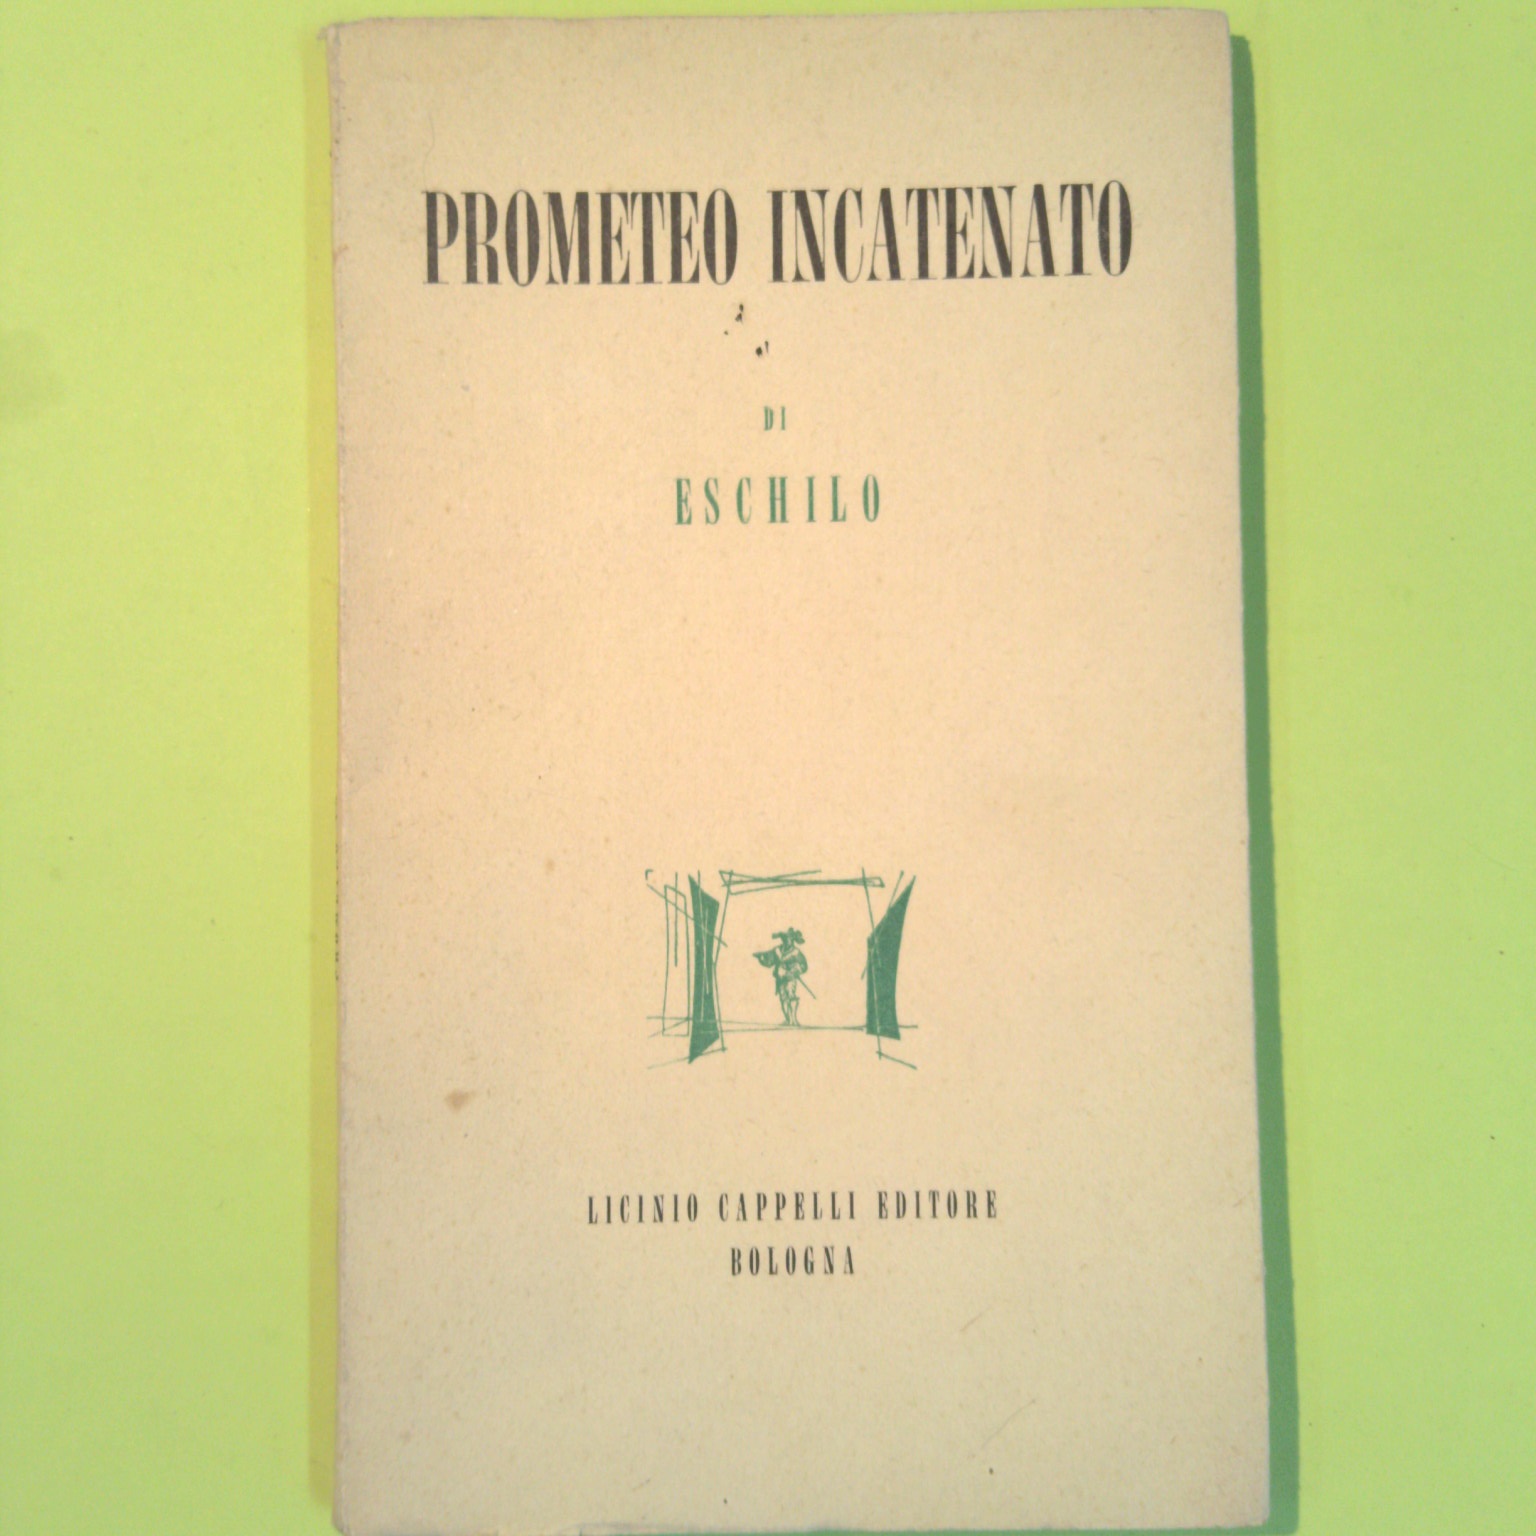 PROMETEO INCATENATO
DI
ESCHILO
LICINIO CAPPELLI EDITORE
BOLOGNA